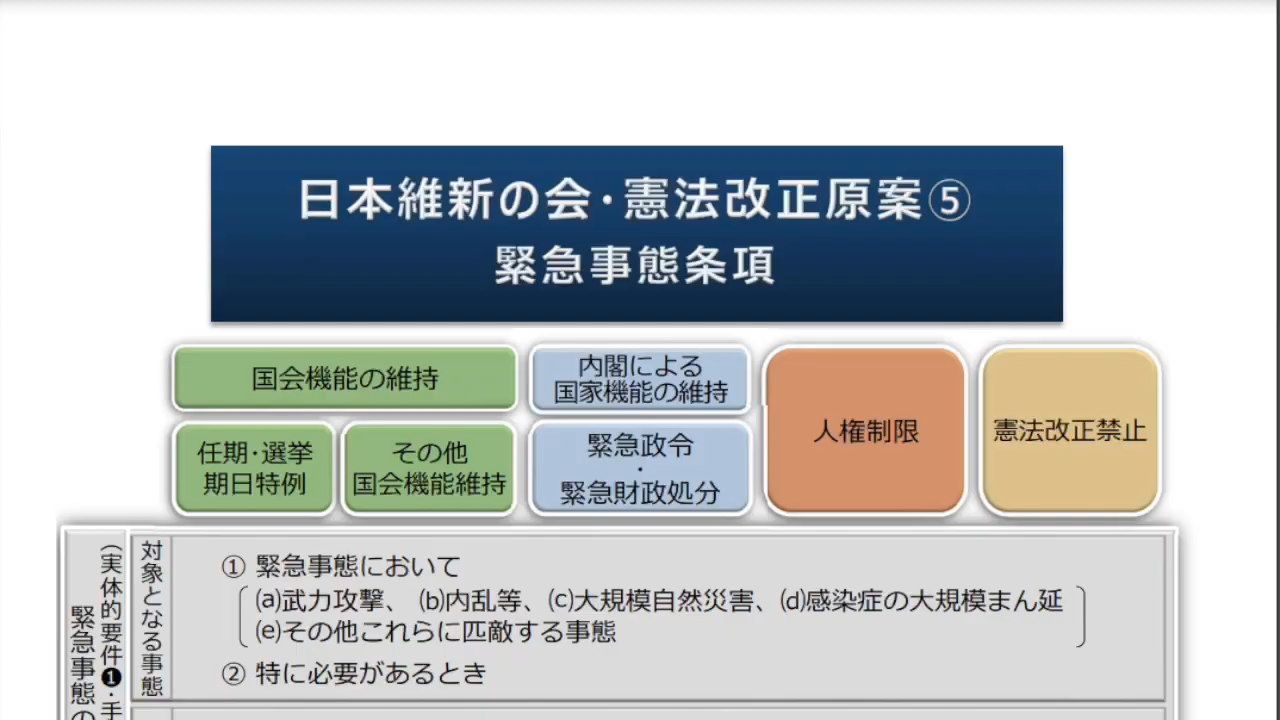 日本維新の会・憲法改正原案⑤
緊急事態条項
国会機能の維持
任期・選挙
期日特例
その他
国会機能維持
内閣による
国家機能の維持
緊急政令
・
緊急財政処分
人権制限
憲法改正禁止
緊急事態の
（実体的要件❶・手
対象となる事態
① 緊急事態において
(a)武力攻撃、 (b)内乱等、(c)大規模自然災害、(d)感染症の大規模まん延
(e)その他これらに匹敵する事態
② 特に必要があるとき